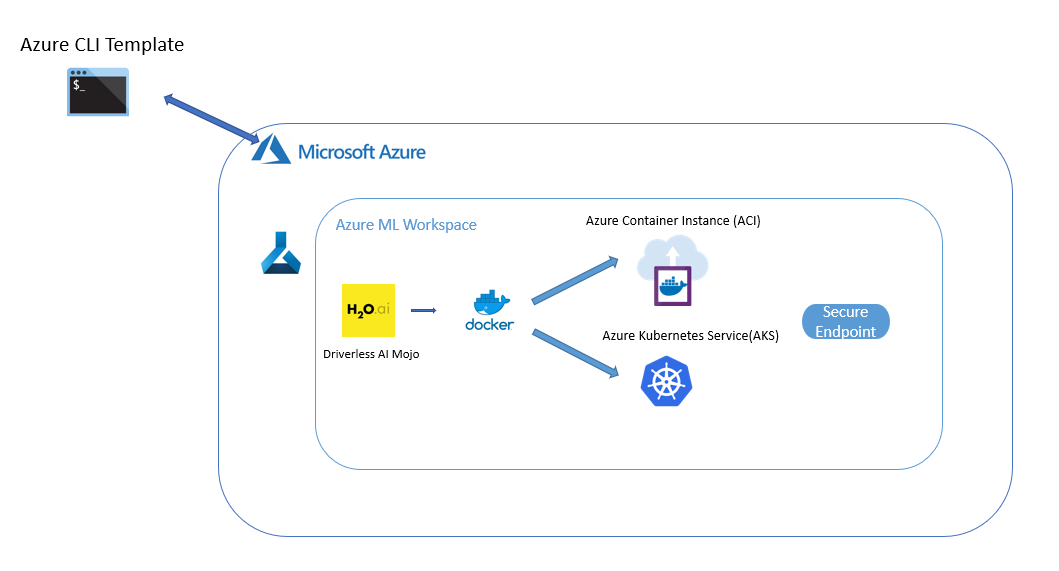 Azure CLI Template
$_
Microsoft Azure
Azure ML Workspace
Azure Container Instance (ACI)
H2O.ai
docker
Driverless AI Mojo
Azure Kubernetes Service(AKS)
Secure
Endpoint